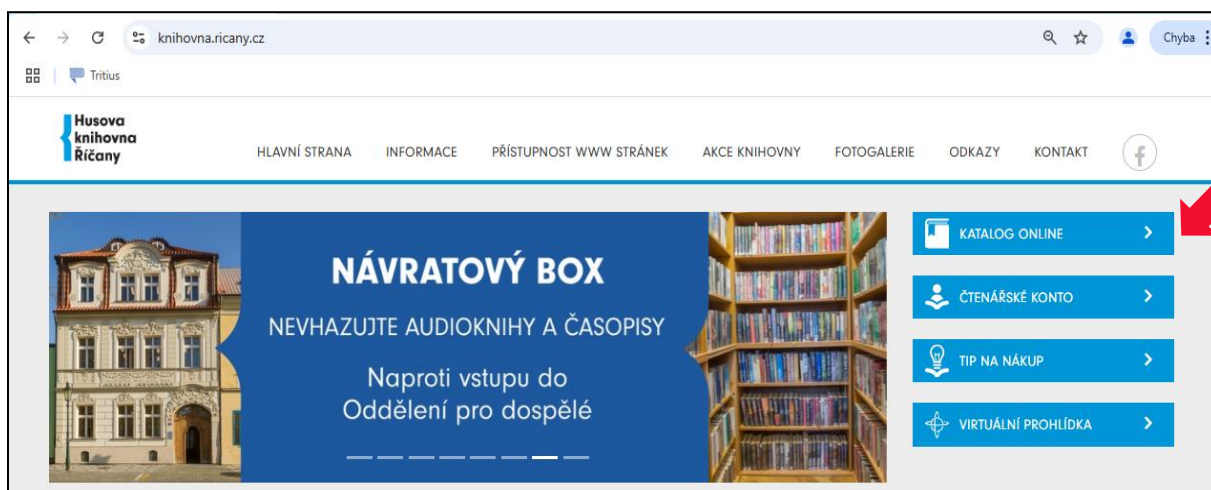 knihovna.ricany.cz
Chyba
Tritius
Husova
knihovna
Říčany
HLAVNÍ STRANA INFORMACE PŘÍSTUPNOST WWW STRÁNEK AKCE KNIHOVNY FOTOGALERIE ODKAZY KONTAKT f
NÁVRATOVÝ BOX
NEVHAZUJTE AUDIOKNIHY A ČASOPISY
Naproti vstupu do
Oddělení pro dospělé
KATALOG ONLINE
ČTENÁŘSKÉ KONTO
TIP NA NÁKUP
VIRTUÁLNÍ PROHLÍDKA